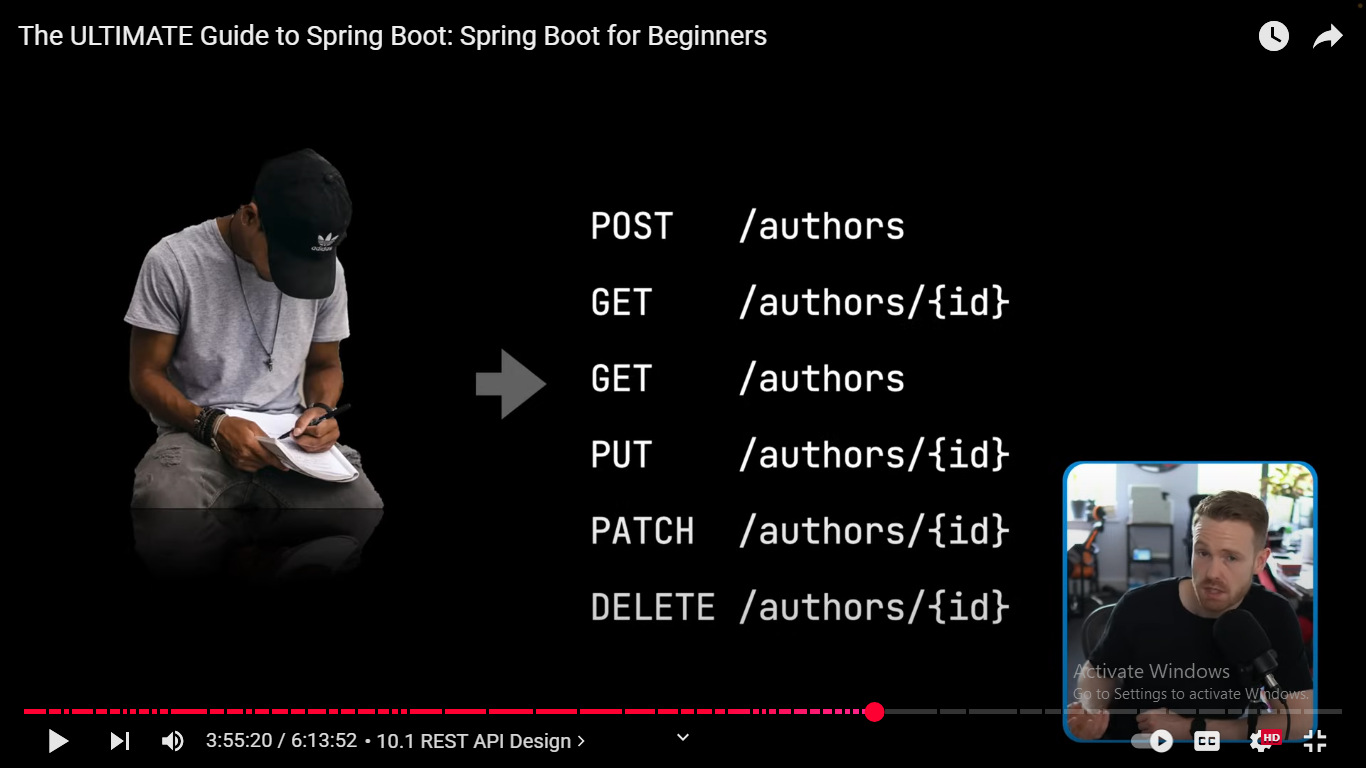 The ULTIMATE Guide to Spring Boot: Spring Boot for Beginners
adidas
POST /authors
GET /authors/{id}
GET /authors
PUT /authors/{id}
PATCH /authors/{id}
DELETE /authors/{id}
Activate Windows
Go to Settings to activate Windows.
3:55:20 / 6:13:52 • 10.1 REST API Design >
CC
HD